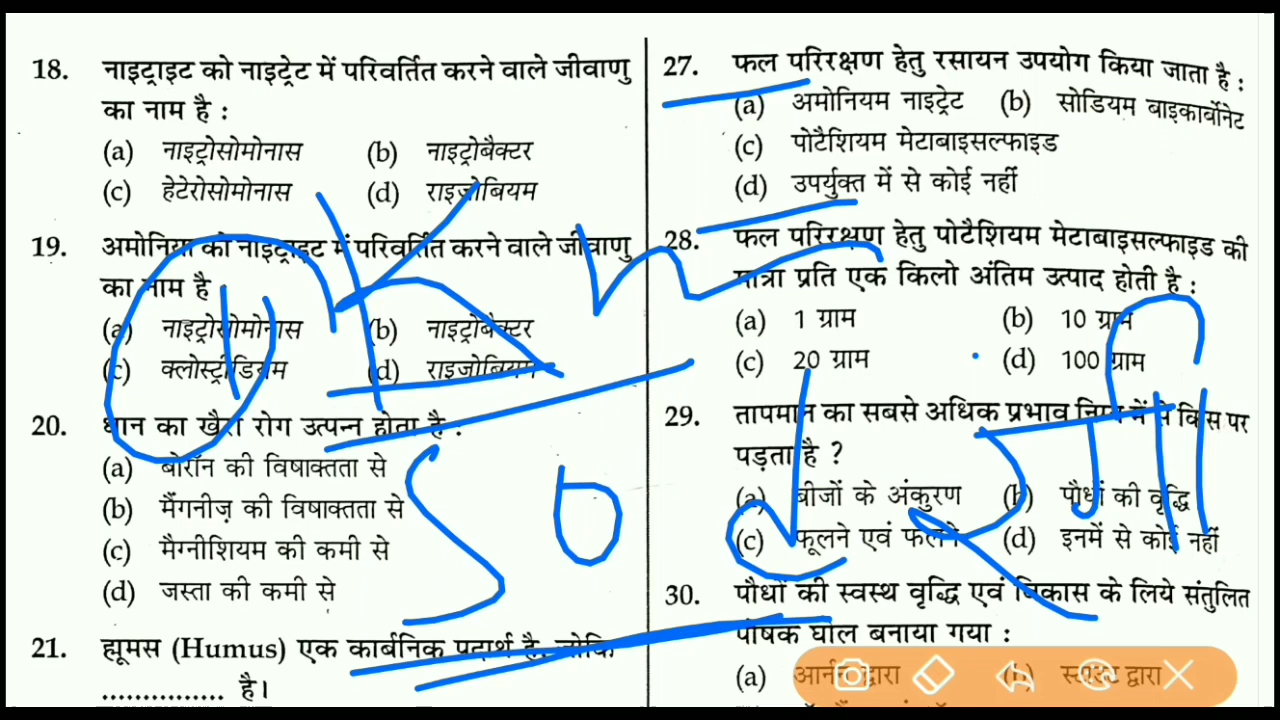 18. नाइट्राइट को नाइट्रेट में परिवर्तित करने वाले जीवाणु
का नाम है :
(a) नाइट्रोसोमोनास (b) नाइट्रोबैक्टर
(c) हेटेरोसोमोनास (d) राइज़ोबियम
19. अमोनिया को नाइट्राइट में परिवर्तित करने वाले जीवाणु
का नाम है
(a) नाइट्रोसोमोनास (b) नाइट्रोबैक्टर
(c) क्लोस्ट्रीडियम (d) राइज़ोबियम
20. धान का खैरा रोग उत्पन्न होता है :
(a) बोरॉन की विषाक्तता से
(b) मैंगनीज़ की विषाक्तता से
(c) मैग्नीशियम की कमी से
(d) जस्ता की कमी से
21. ह्यूमस (Humus) एक कार्बनिक पदार्थ है, जोकि
............... है।
27. फल परिरक्षण हेतु रसायन उपयोग किया जाता है :
(a) अमोनियम नाइट्रेट (b) सोडियम बाइकार्बोनेट
(c) पोटैशियम मेटाबाइसल्फाइड
(d) उपर्युक्त में से कोई नहीं
28. फल परिरक्षण हेतु पोटैशियम मेटाबाइसल्फाइड की
मात्रा प्रति एक किलो अंतिम उत्पाद होती है :
(a) 1 ग्राम (b) 10 ग्राम
(c) 20 ग्राम (d) 100 ग्राम
29. तापमान का सबसे अधिक प्रभाव निम्न में से किस पर
पड़ता है ?
(a) बीजों के अंकुरण (b) पौधों की वृद्धि
(c) फूलने एवं फलने (d) इनमें से कोई नहीं
30. पौधों की स्वस्थ वृद्धि एवं विकास के लिये संतुलित
पोषक घोल बनाया गया :
(a) आर्नन द्वारा (b) द्वारा